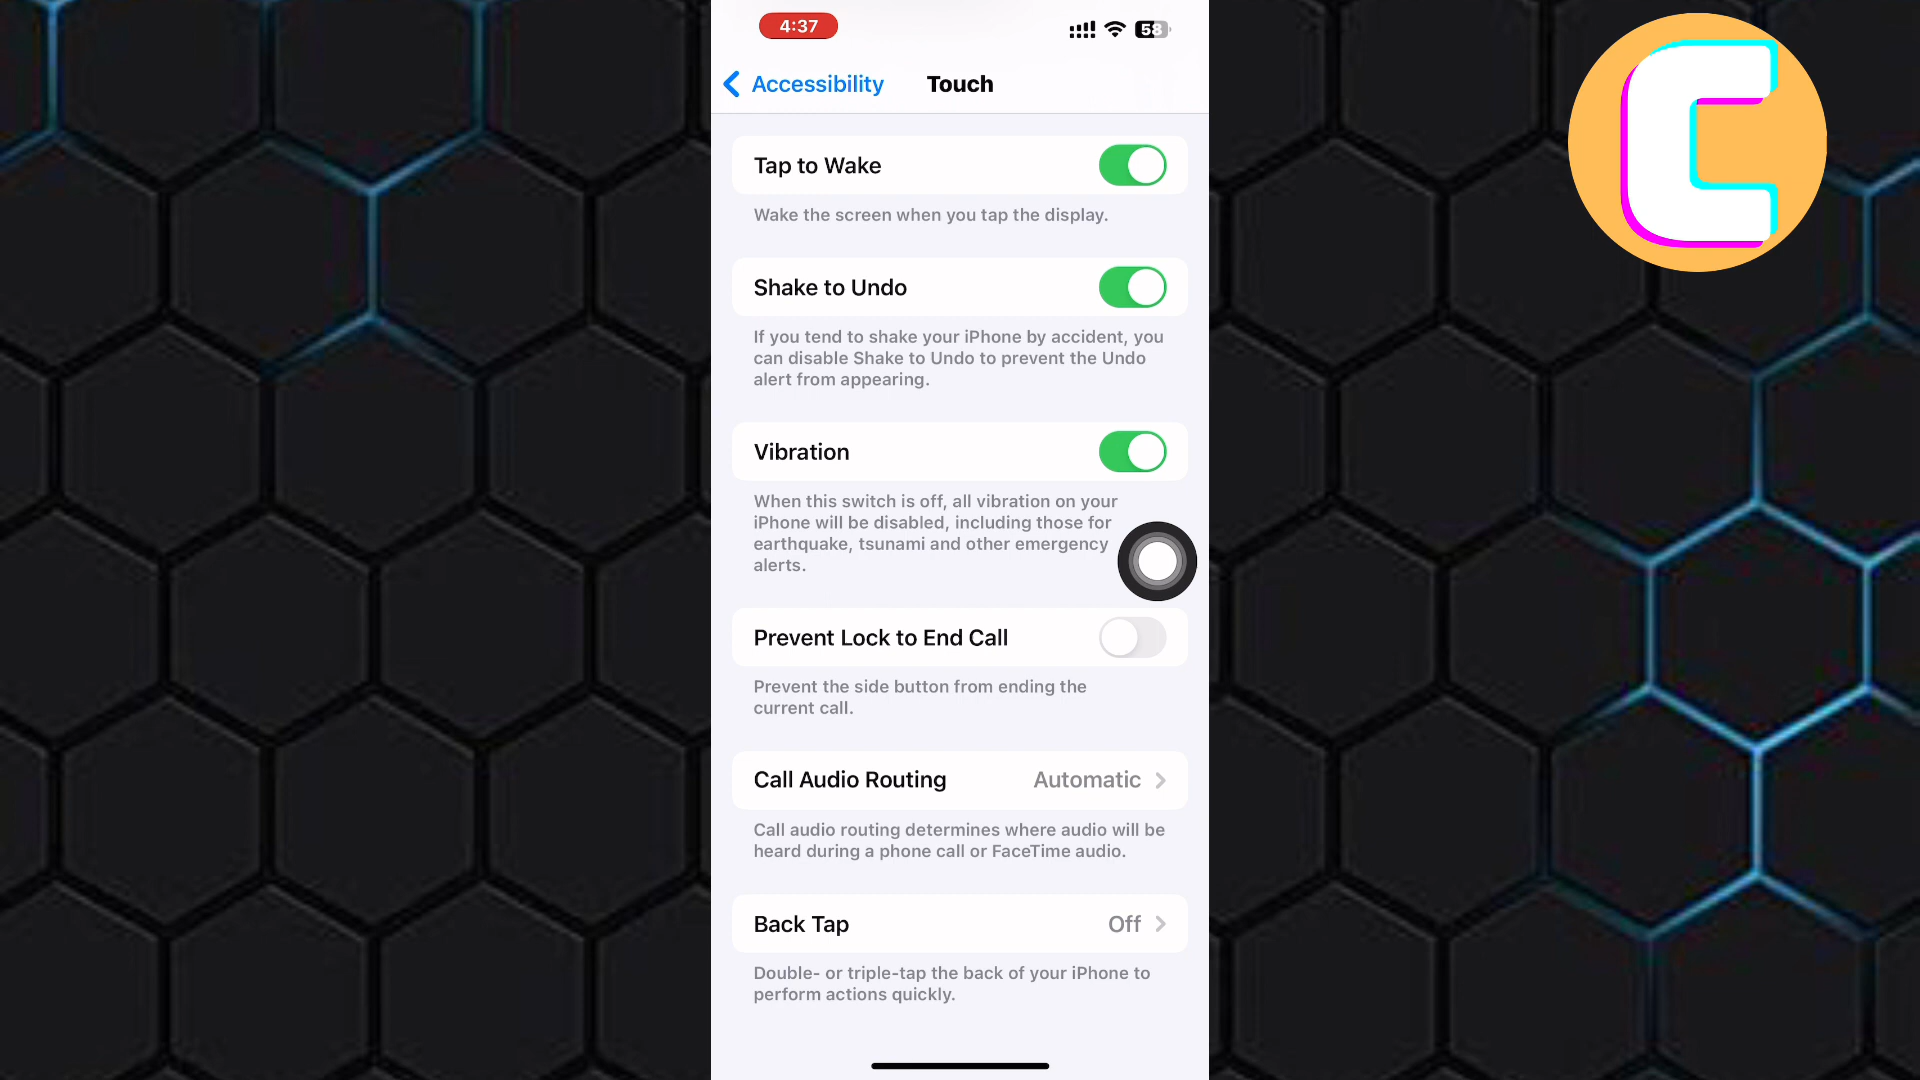 4:37
58
Accessibility
Touch
Tap to Wake
Wake the screen when you tap the display.
Shake to Undo
If you tend to shake your iPhone by accident, you
can disable Shake to Undo to prevent the Undo
alert from appearing.
Vibration
When this switch is off, all vibration on your
iPhone will be disabled, including those for
earthquake, tsunami and other emergency
alerts.
Prevent Lock to End Call
Prevent the side button from ending the
current call.
Call Audio Routing
Automatic
Call audio routing determines where audio will be
heard during a phone call or FaceTime audio.
Back Tap
Off
Double- or triple-tap the back of your iPhone to
perform actions quickly.
C